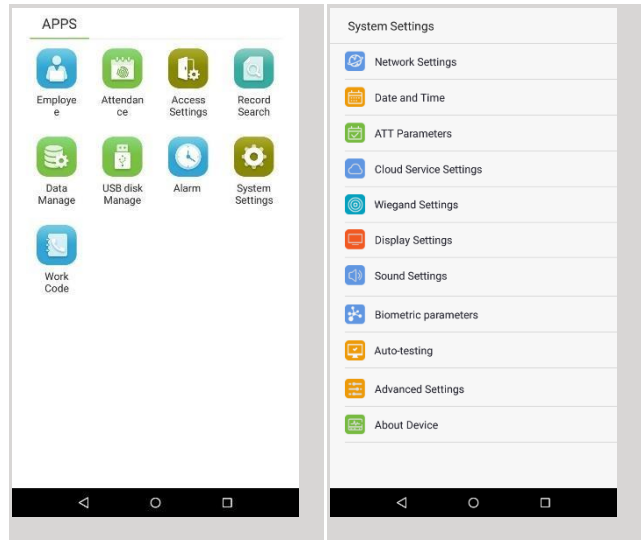 APPS
Employe
e
Attendan
ce
Access
Settings
Record
Search
Data
Manage
USB disk
Manage
Alarm
System
Settings
Work
Code
System Settings
Network Settings
Date and Time
ATT Parameters
Cloud Service Settings
Wiegand Settings
Display Settings
Sound Settings
Biometric parameters
Auto-testing
Advanced Settings
About Device